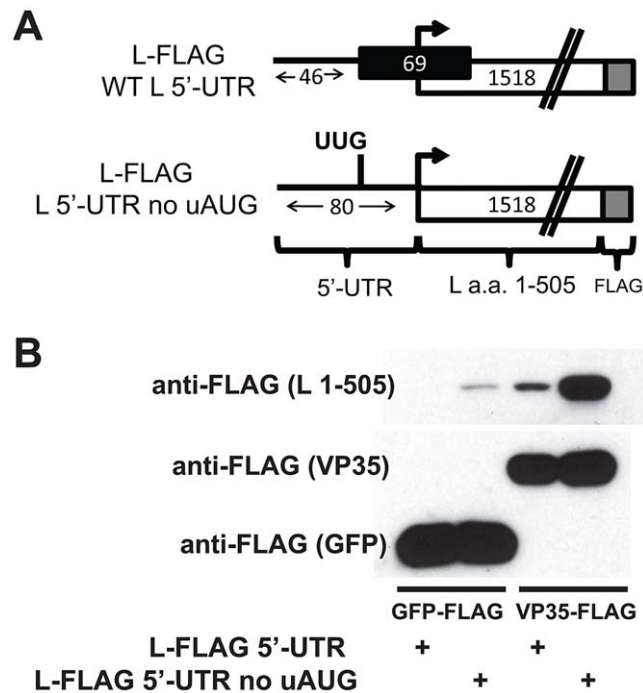 A
L-FLAG
WT L 5’-UTR
46
69
1518
UUG
L-FLAG
L 5’-UTR no uAUG
80
1518
5’-UTR
L a.a. 1-505
FLAG
B
anti-FLAG (L 1-505)
anti-FLAG (VP35)
anti-FLAG (GFP)
GFP-FLAG VP35-FLAG
L-FLAG 5’-UTR + +
L-FLAG 5’-UTR no uAUG + +